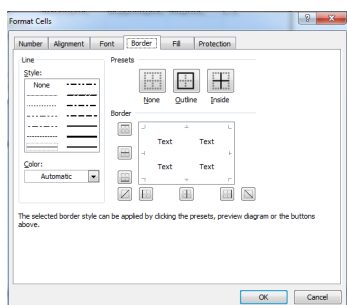 Format Cells
Number Alignment Font Border Fill Protection
Line
Style:
None
Color:
Automatic
Presets
None Outline Inside
Border
Text Text
Text Text
The selected border style can be applied by clicking the presets, preview diagram or the buttons
above.
OK Cancel